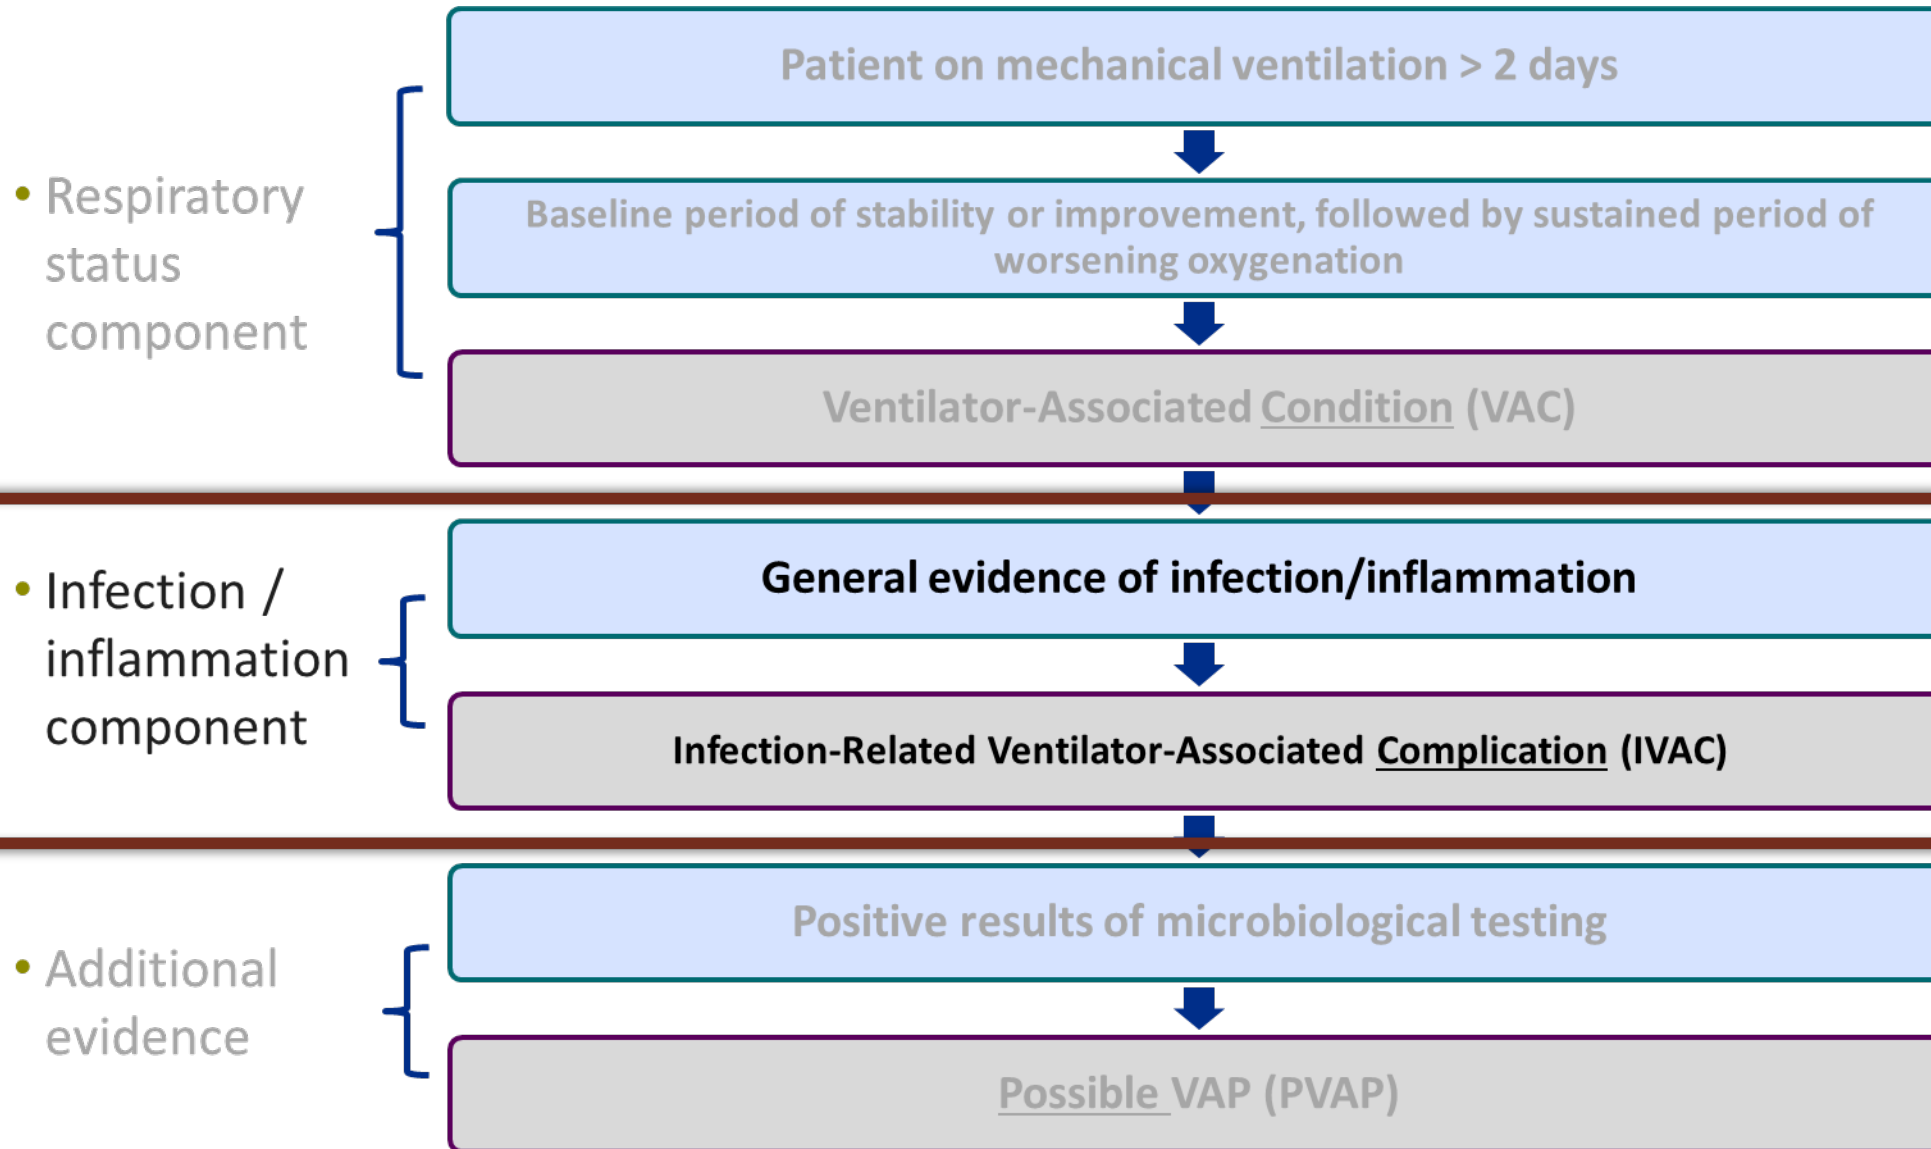 Patient on mechanical ventilation > 2 days
• Respiratory
status
component
Baseline period of stability or improvement, followed by sustained period of
worsening oxygenation
Ventilator-Associated Condition (VAC)
• Infection /
inflammation
component
General evidence of infection/inflammation
Infection-Related Ventilator-Associated Complication (IVAC)
• Additional
evidence
Positive results of microbiological testing
Possible VAP (PVAP)